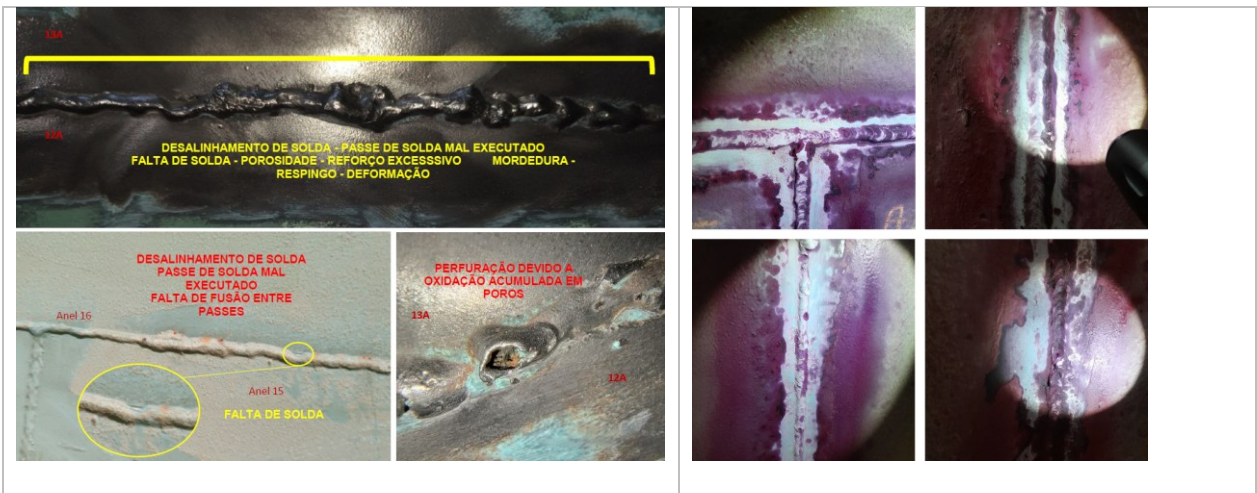 13A
12A
DESALINHAMENTO DE SOLDA - PASSE DE SOLDA MAL EXECUTADO
FALTA DE SOLDA - POROSIDADE - REFORÇO EXCESSSIVO MORDEDURA -
RESPINGO - DEFORMAÇÃO
DESALINHAMENTO DE SOLDA
PASSE DE SOLDA MAL
EXECUTADO
FALTA DE FUSÃO ENTRE
PASSES
Anel 16
Anel 15
FALTA DE SOLDA
PERFURAÇÃO DEVIDO A
OXIDAÇÃO ACUMULADA EM
POROS
13A
12A